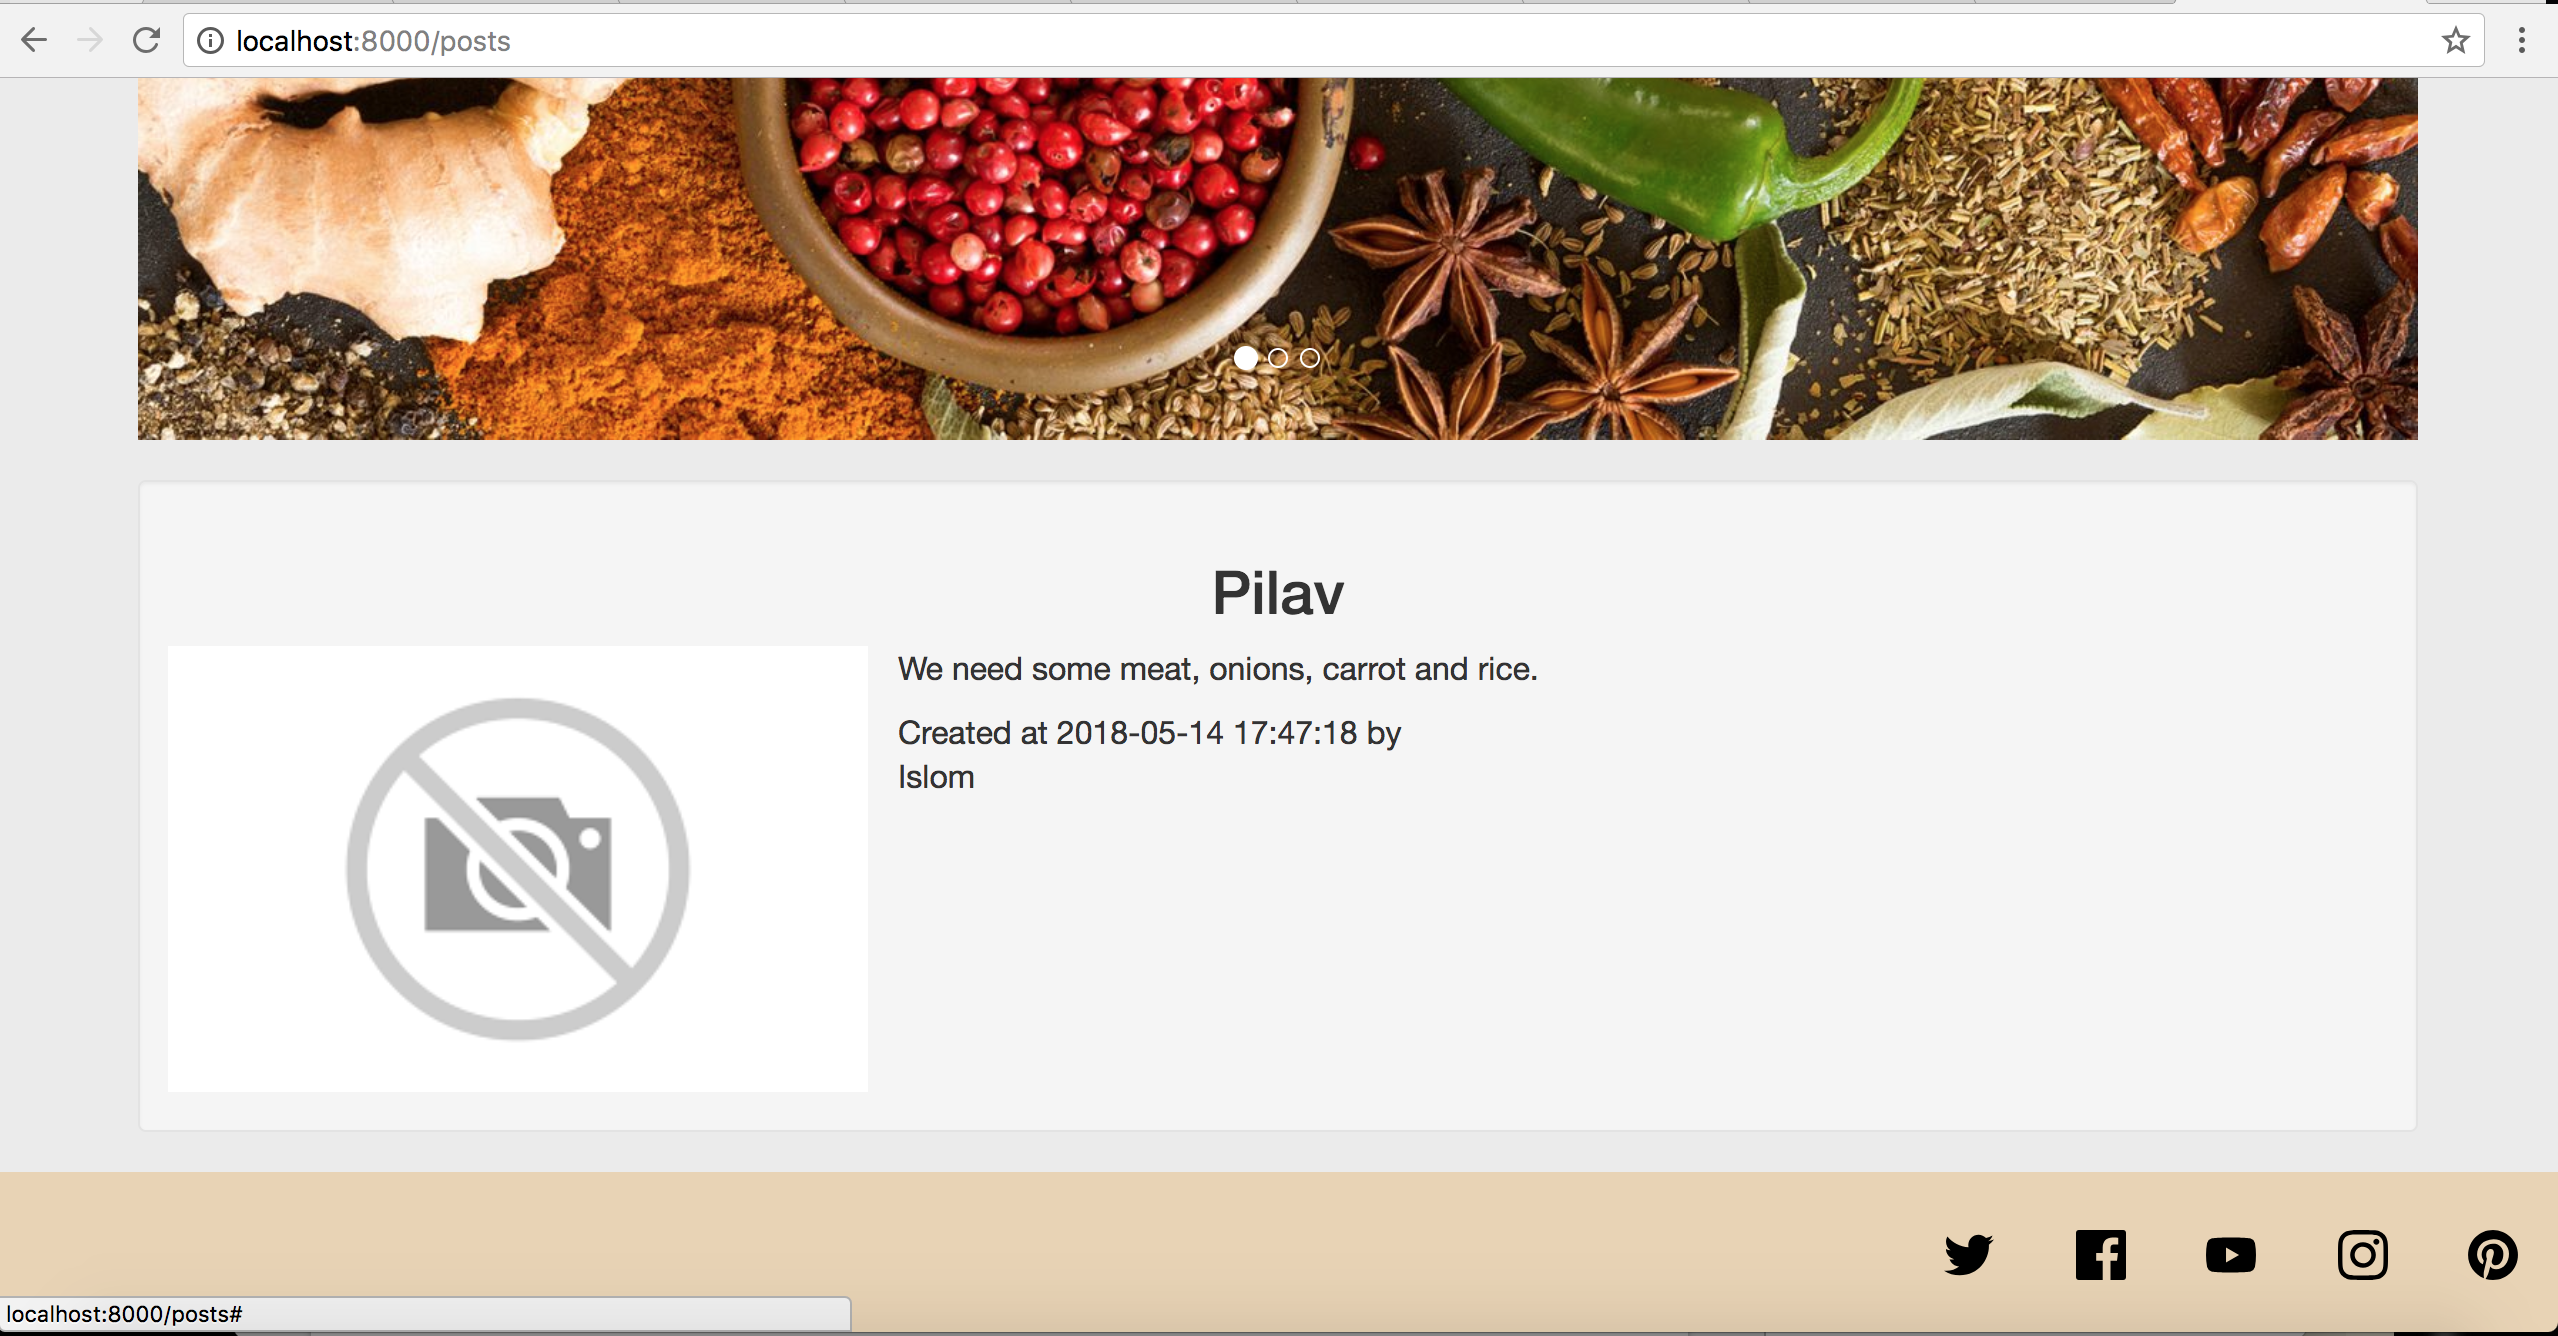 localhost:8000/posts
Pilav
We need some meat, onions, carrot and rice.
Created at 2018-05-14 17:47:18 by
Islom
localhost:8000/posts#